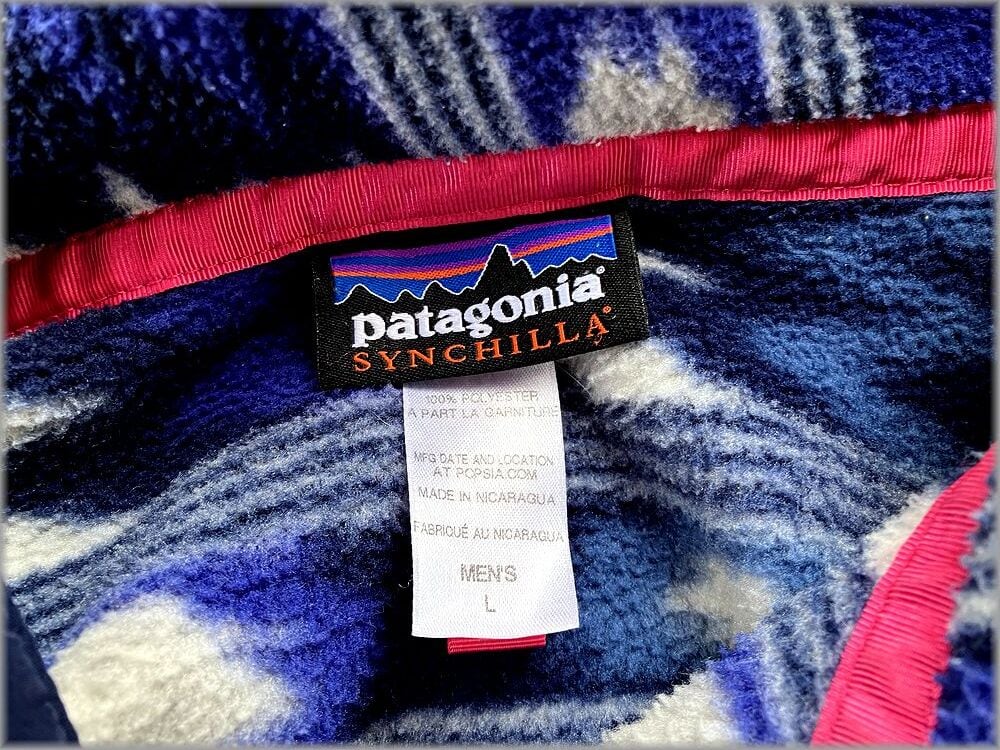 patagonia®
SYNCHILLA®
100% POLYESTER
A PART LA GARNITURE
MFG DATE AND LOCATION
AT POPSIA.COM
MADE IN NICARAGUA
FABRIQUÉ AU NICARAGUA
MEN'S
L